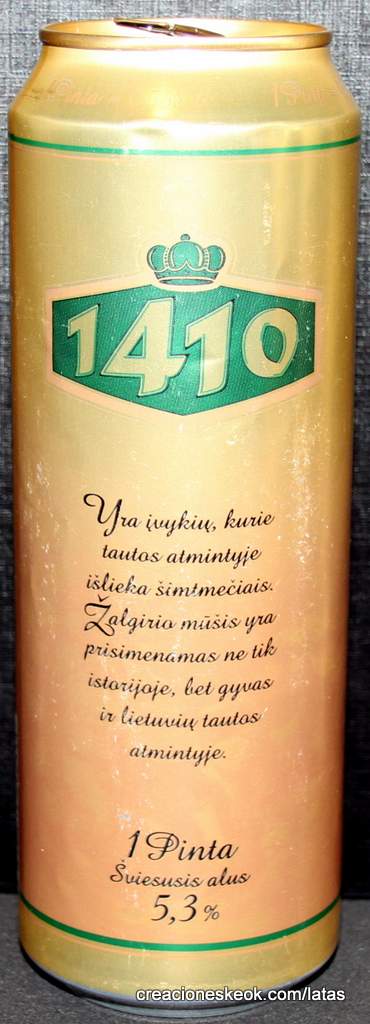 1410
Yra įvykių, kurie
tautos atmintyje
išlieka šimtmečiais.
Žalgirio mūšis yra
prisimenamas ne tik
istorijoje, bet gyvas
ir lietuvių tautos
atmintyje.
1 Pinta
Šviesusis alus
5,3 %
creacioneskeok.com/latas